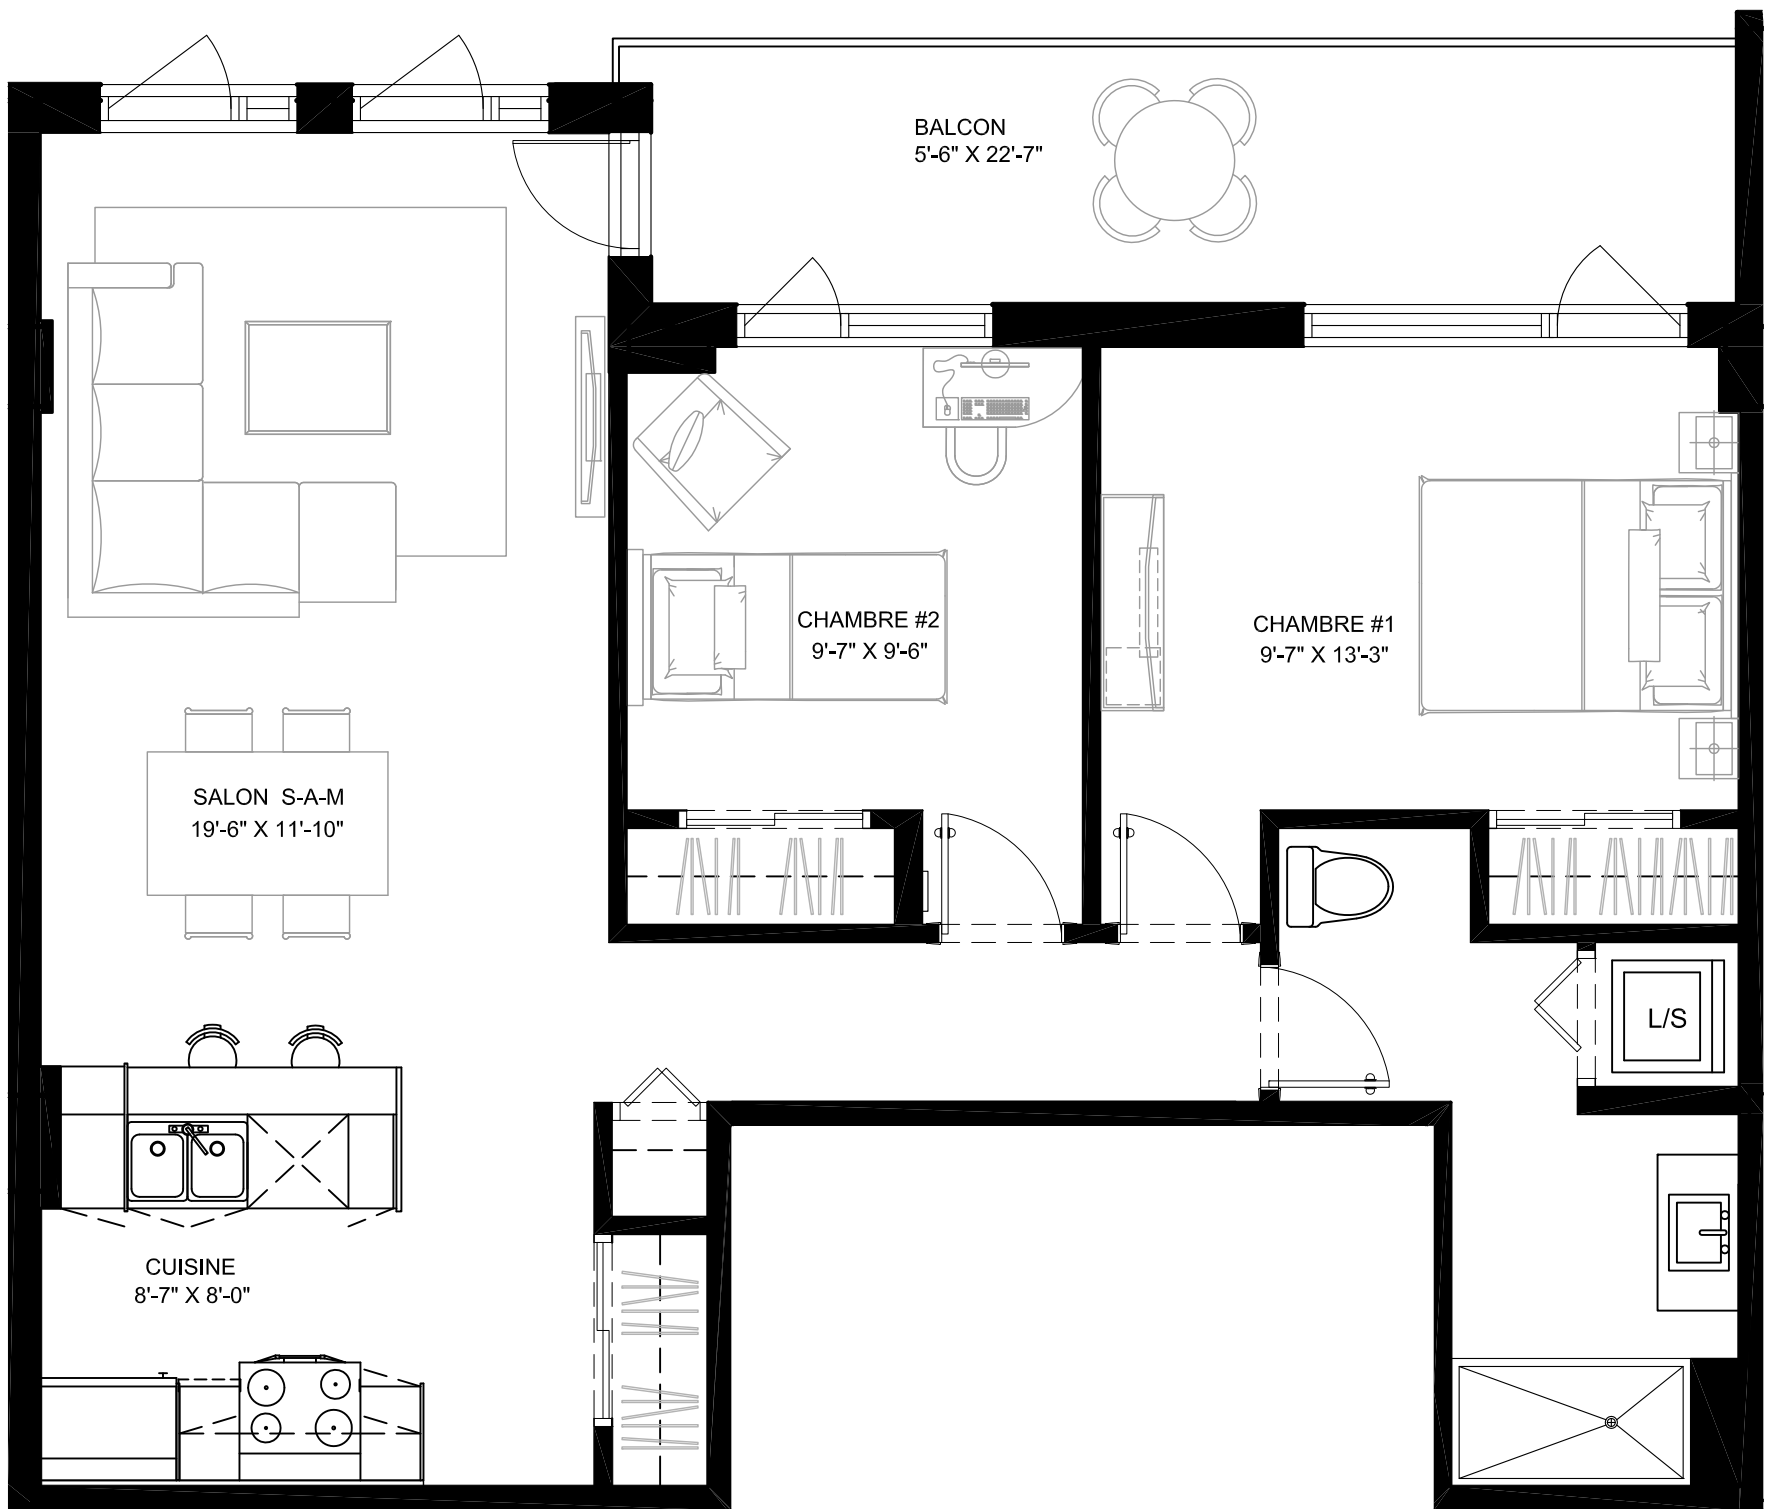 BALCON
5'-6" X 22'-7"
CHAMBRE #2
9'-7" X 9'-6"
CHAMBRE #1
9'-7" X 13'-3"
SALON S-A-M
19'-6" X 11'-10"
L/S
CUISINE
8'-7" X 8'-0"